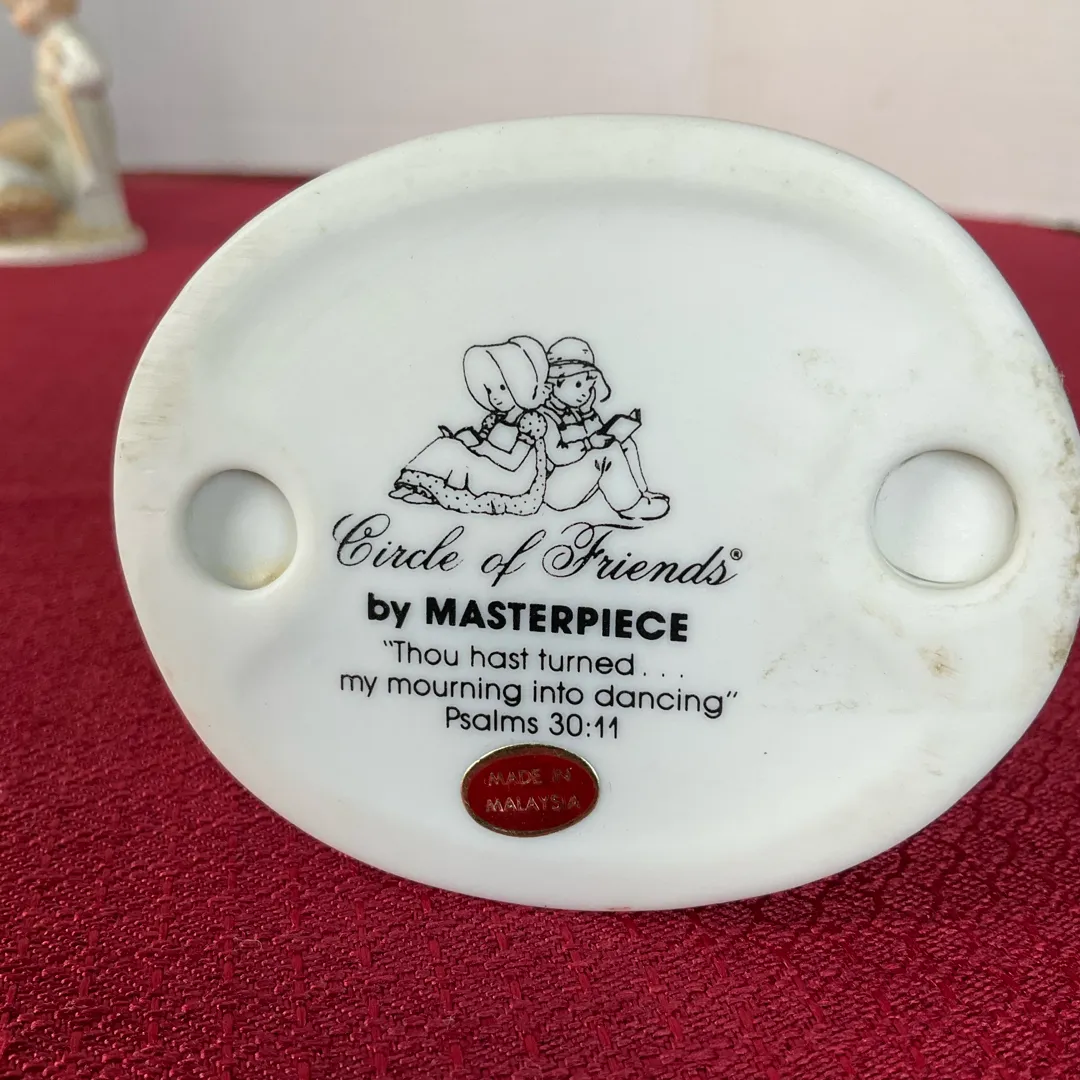 Circle of Friends®
by MASTERPIECE
"Thou hast turned . . .
my mourning into dancing"
Psalms 30:11
MADE IN
MALAYSIA